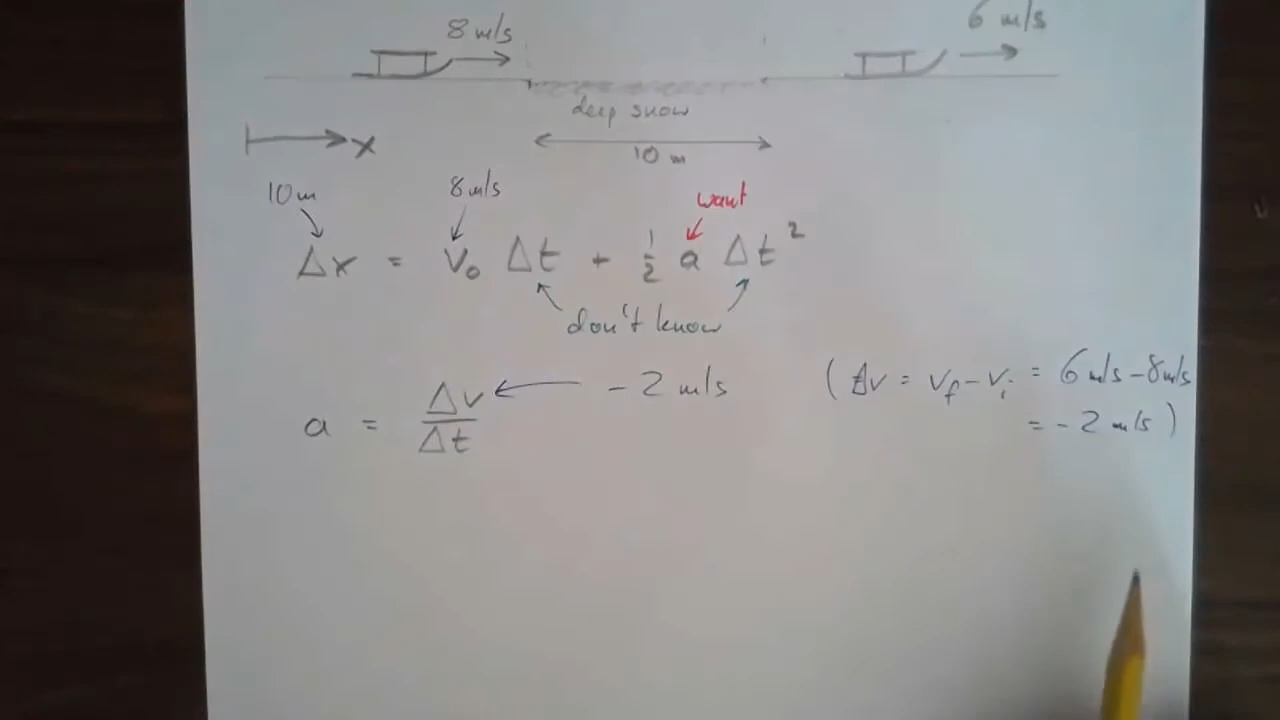 8 m/s
6 m/s
deep snow
x
10 m
10m
8 m/s
want
Δx = v₀ Δt + 1/2 a Δt²
don't know
a = Δv/Δt ← - 2 m/s
(Δv = v_f - v_i = 6 m/s - 8 m/s
= - 2 m/s)